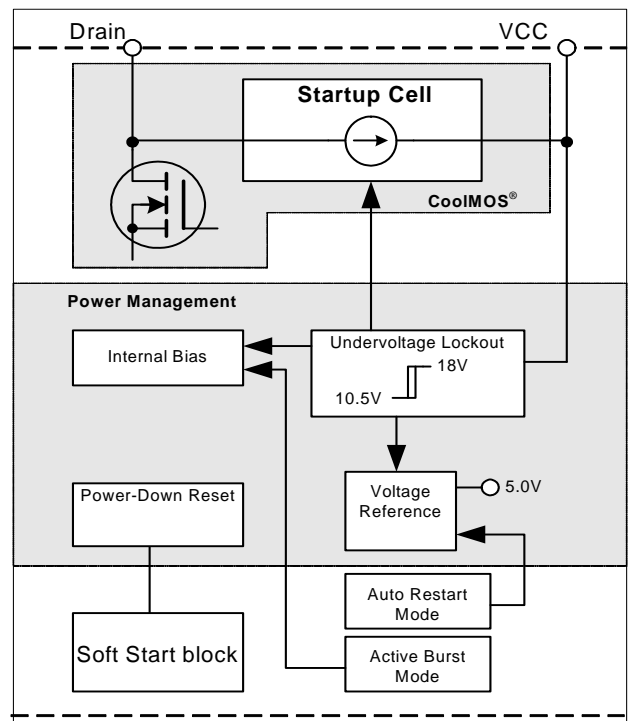 Drain
VCC
Startup Cell
CoolMOS®
Power Management
Internal Bias
Undervoltage Lockout
18V
10.5V
Power-Down Reset
Voltage
Reference
5.0V
Auto Restart
Mode
Soft Start block
Active Burst
Mode